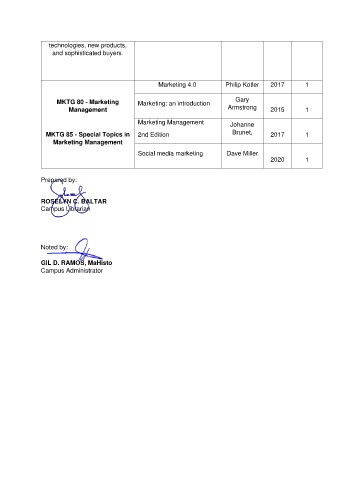 technologies, new products,
and sophisticated buyers.
Marketing 4.0 Philip Kotler 2017 1
MKTG 80 - Marketing
Management
Marketing: an introduction Gary
Armstrong 2015 1
MKTG 85 - Special Topics in
Marketing Management
Marketing Management
2nd Edition
Johanne
Brunet, 2017 1
Social media marketing Dave Miller
2020 1
Prepared by:
ROSELYN C. BALTAR
Campus Librarian
Noted by:
GIL D. RAMOS, MaHisto
Campus Administrator